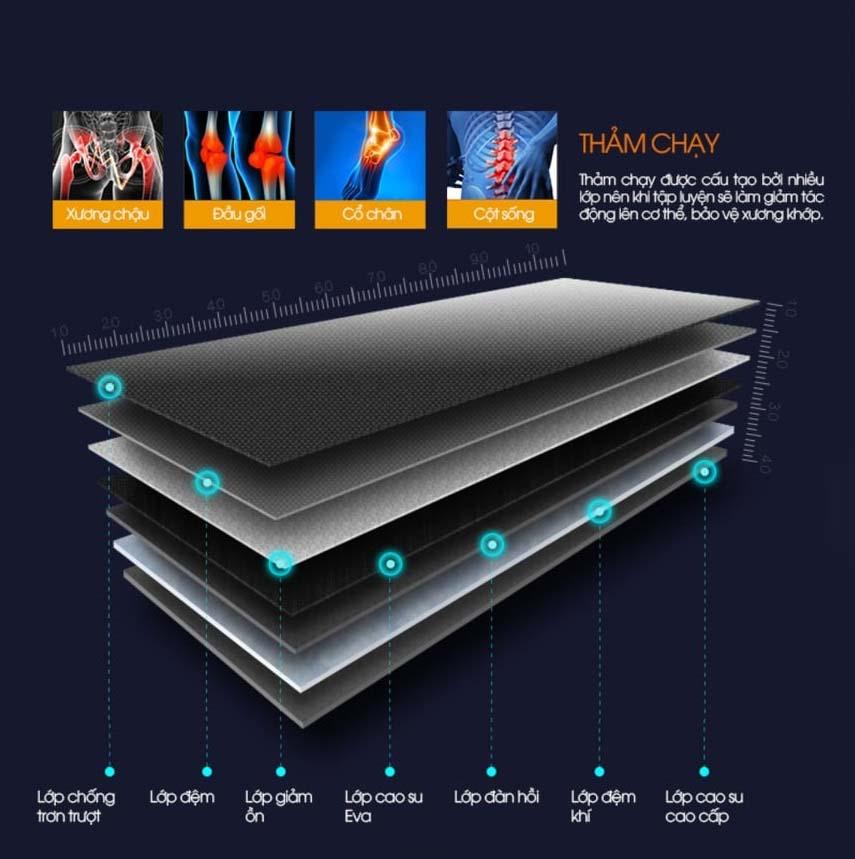 Xương chậu
Đầu gối
Cổ chân
Cột sống
THẢM CHẠY
Thảm chạy được cấu tạo bởi nhiều
lớp nên khi tập luyện sẽ làm giảm tác
động lên cơ thể, bảo vệ xương khớp.
10 20 30 40 50 60 70 80 90 10
10
20
30
40
Lớp chống
trơn trượt
Lớp đệm
Lớp giảm
ồn
Lớp cao su
Eva
Lớp đàn hồi
Lớp đệm
khí
Lớp cao su
cao cấp